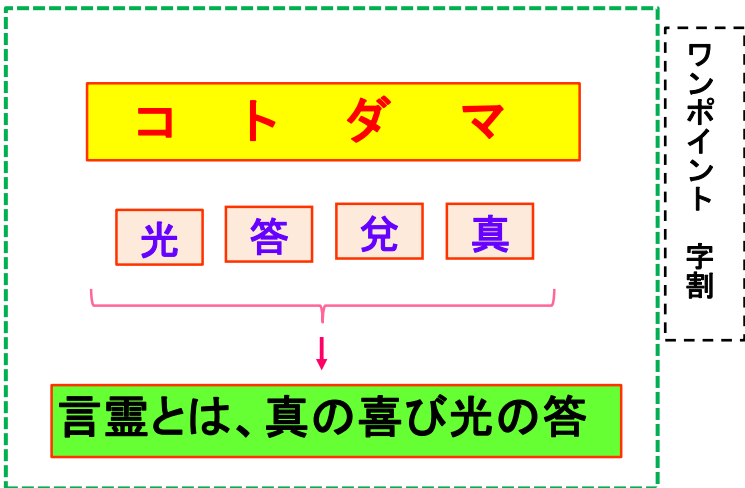 コトダマ
光 答 兌 真
言霊とは、真の喜び光の答
ワンポイント 字割